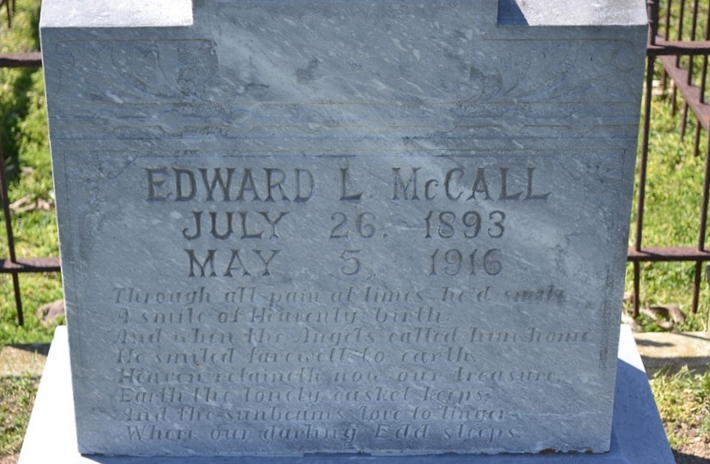 EDWARD L. McCALL
JULY 26, 1893
MAY 5, 1916
Through all pain at times he'd smile
A smile of Heavenly birth
And when the Angels called him home
He smiled farewell to earth.
Heaven retaineth now our treasure,
Earth the lonely casket keeps
And the sunbeams love to linger
Where our darling Edd sleeps